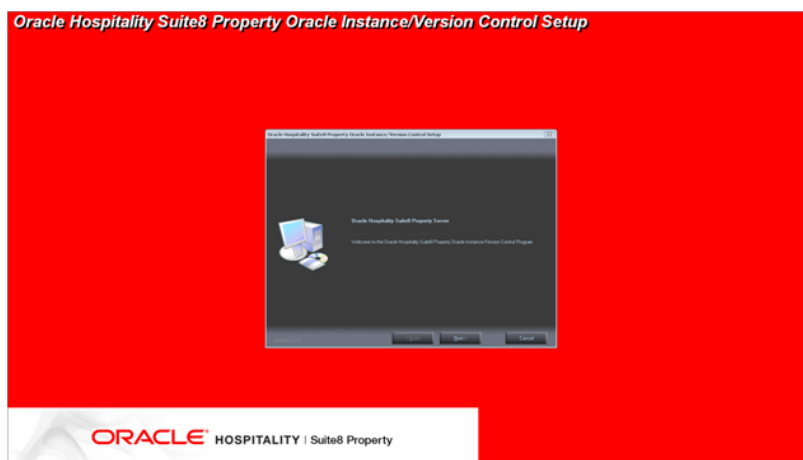 Oracle Hospitality Suite8 Property Oracle Instance/Version Control Setup
Oracle Hospitality Suite8 Property Oracle Instance/Version Control Setup
Oracle Hospitality Suite8 Property Server
Welcome to the Oracle Hospitality Suite8 Property Oracle Instance/Version Control Program
Next >
Cancel
ORACLE® HOSPITALITY | Suite8 Property